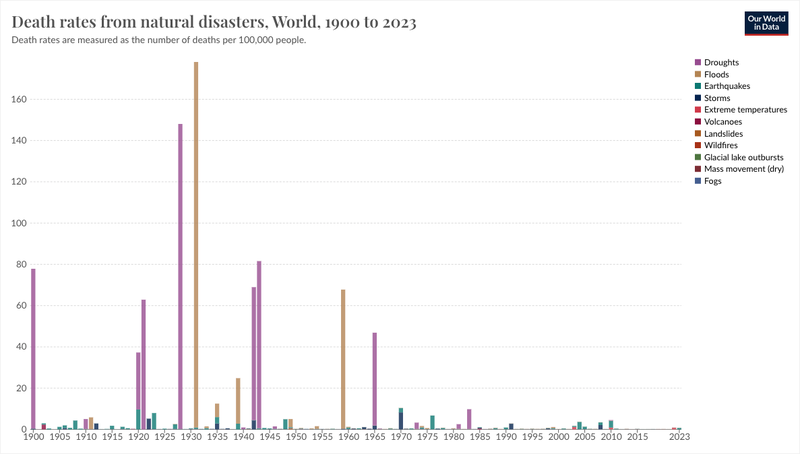 Death rates from natural disasters, World, 1900 to 2023
Death rates are measured as the number of deaths per 100,000 people.
Our World
in Data
Droughts
Floods
Earthquakes
Storms
Extreme temperatures
Volcanoes
Landslides
Wildfires
Glacial lake outbursts
Mass movement (dry)
Fogs
160
140
120
100
80
60
40
20
0
1900 1905 1910 1915 1920 1925 1930 1935 1940 1945 1950 1955 1960 1965 1970 1975 1980 1985 1990 1995 2000 2005 2010 2015 2023